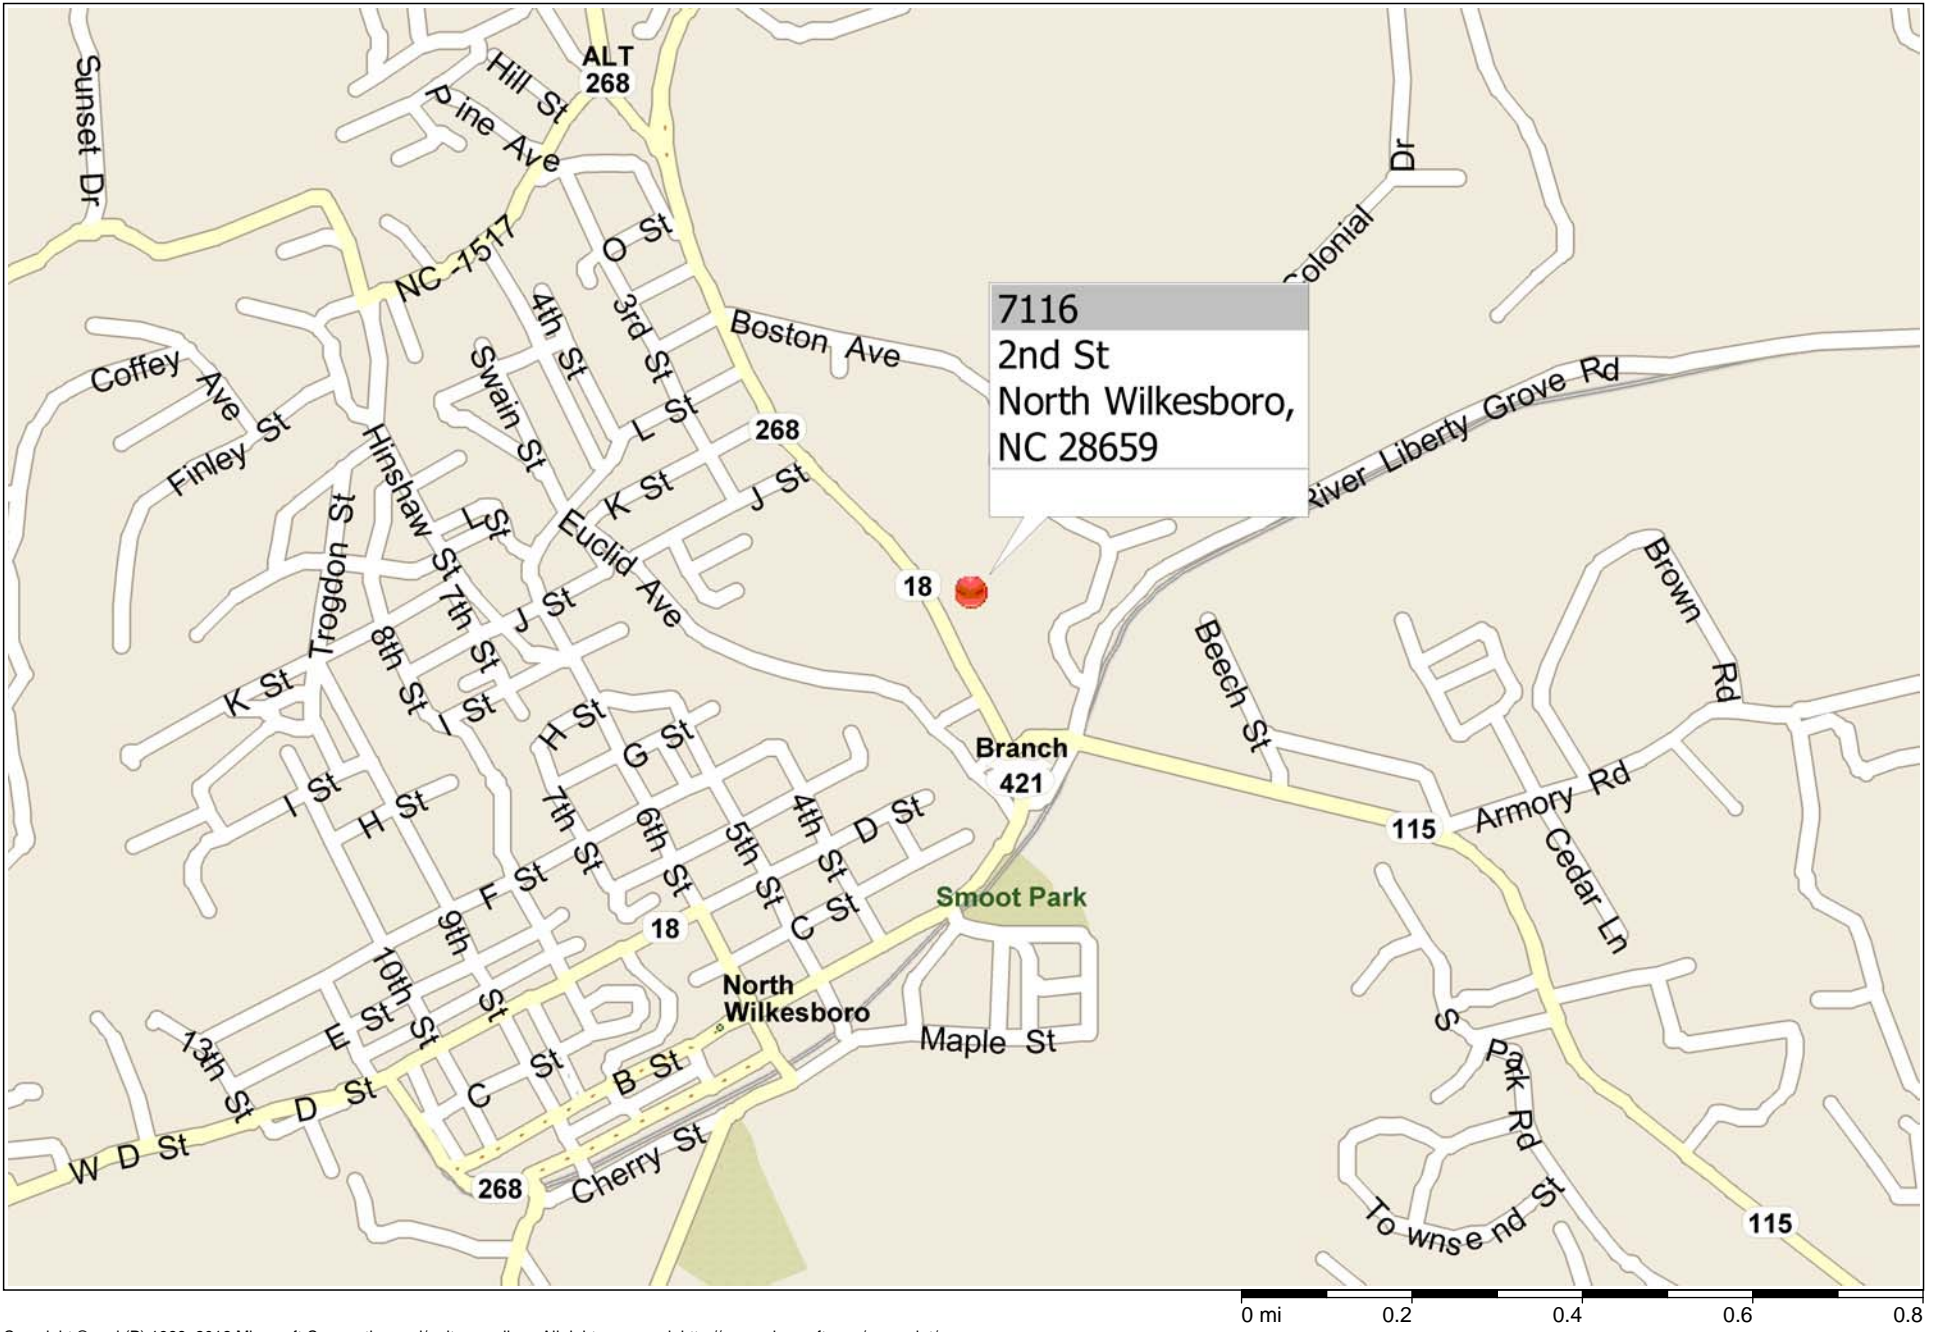 ALT
268
Hill St
Pine Ave
Sunset Dr
Dr
Colonial
O St
NC -1517
4th St
3rd St
Boston Ave
7116
2nd St
North Wilkesboro,
NC 28659
Coffey Ave
Swain St
River Liberty Grove Rd
L St
268
Finley St
Hinshaw St
K St
J St
Trogdon St
L St
Euclid Ave
18
Brown Rd
7th St
J St
8th St
Beech St
K St
I St
H St
G St
Branch
421
I St
H St
7th St
6th St
5th St
4th St
D St
115
Armory Rd
Cedar Ln
F St
Smoot Park
9th St
18
C St
10th St
North
Wilkesboro
E St
13th St
Maple St
S Park Rd
C St
B St
D St
W D St
Cherry St
268
Townsend St
115
0 mi 0.2 0.4 0.6 0.8